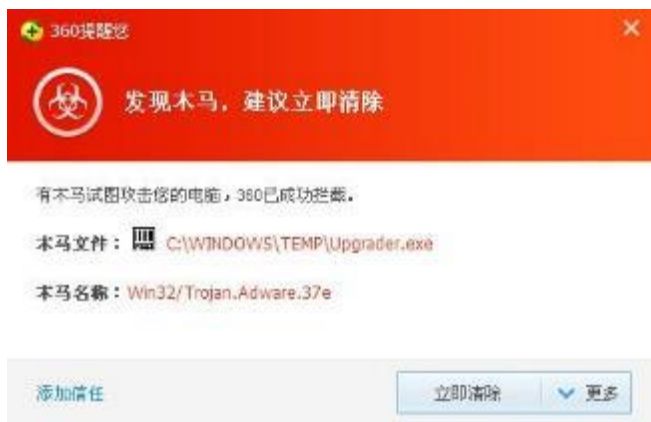 360提醒您
发现木马，建议立即清除
有木马试图攻击您的电脑，360已成功拦截。
木马文件： C:\WINDOWS\TEMP\Upgrader.exe
木马名称：Win32/Trojan.Adware.37e
添加信任 立即清除 更多